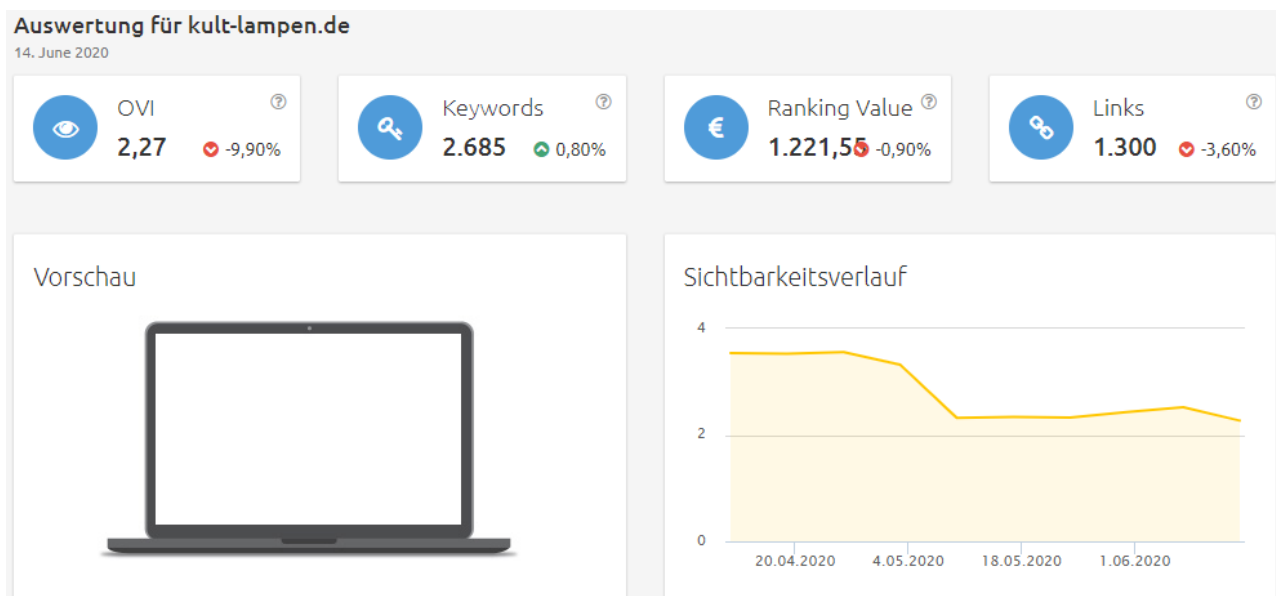 Auswertung für kult-lampen.de
14. June 2020
OVI
2,27 -9,90%
Keywords
2.685 0,80%
Ranking Value
1.221,55 -0,90%
Links
1.300 -3,60%
Vorschau
Sichtbarkeitsverlauf
4
2
0
20.04.2020 4.05.2020 18.05.2020 1.06.2020